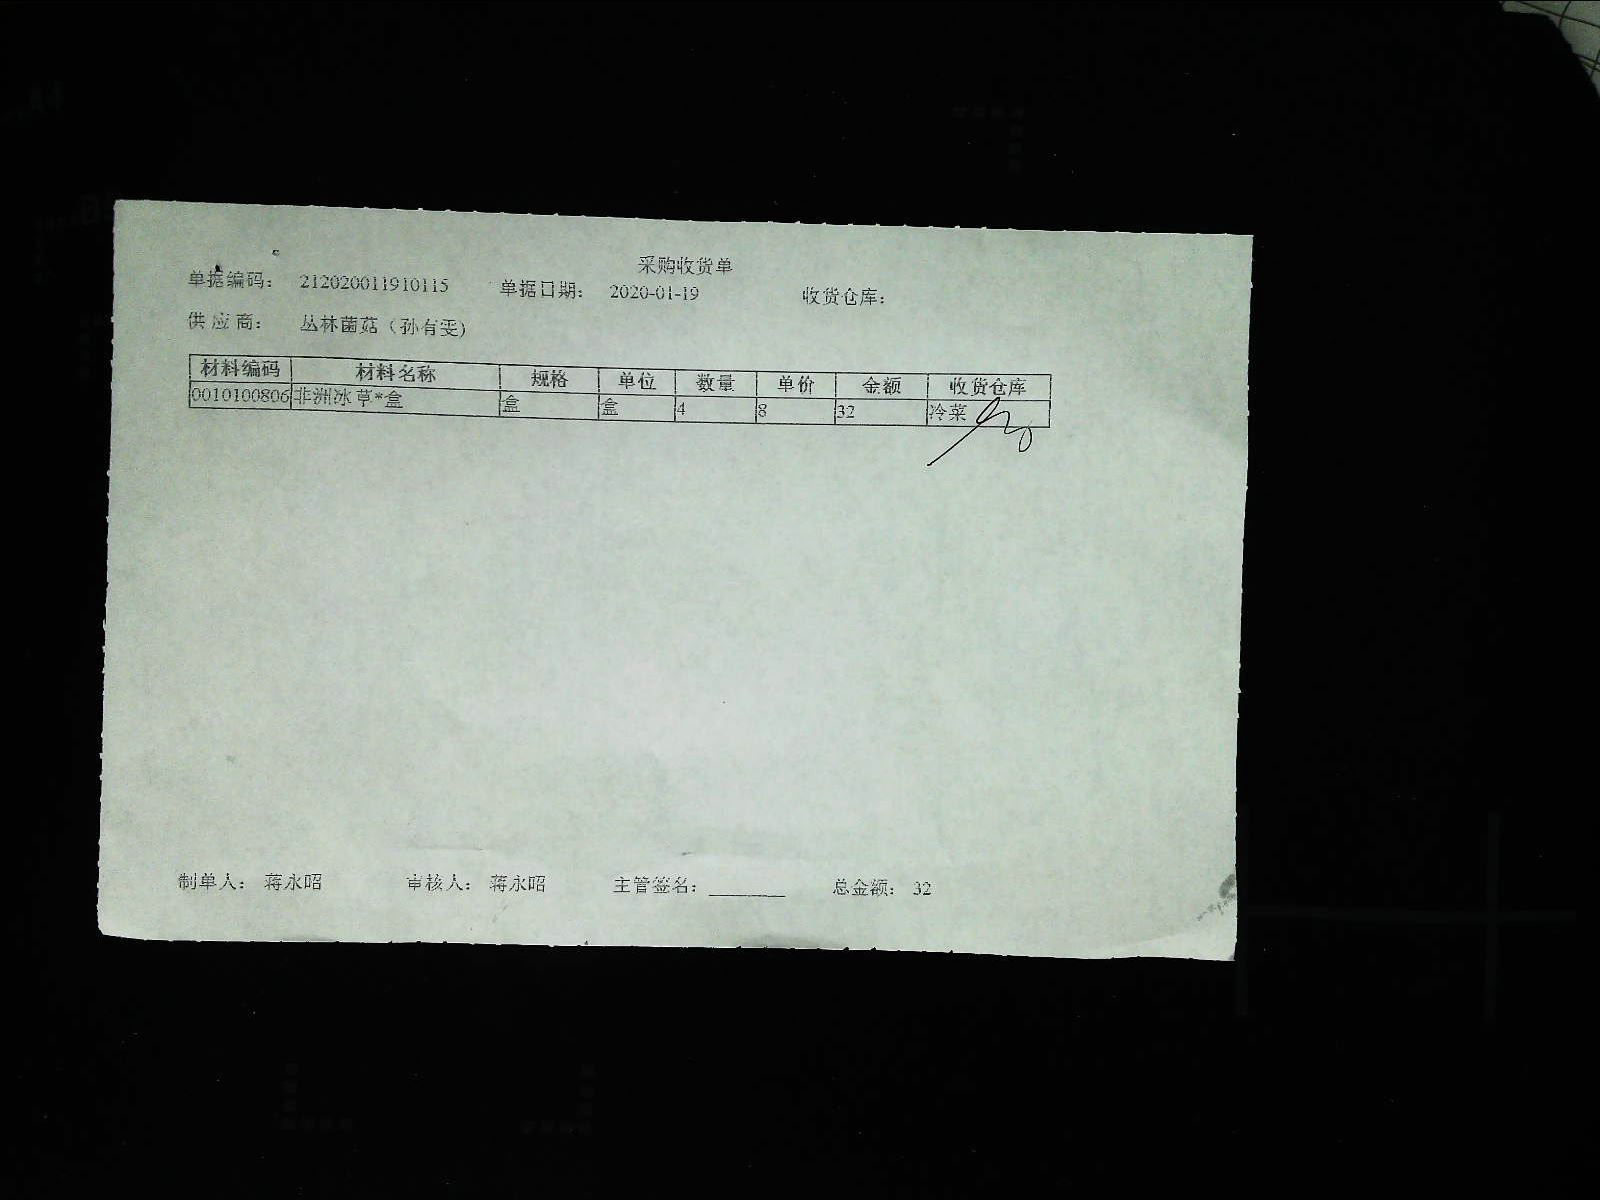 采购收货单
单据编码： 212020011910115 单据日期： 2020-01-19 收货仓库：
供 应 商： 丛林菌菇（孙有雯）
材料编码 材料名称 规格 单位 数量 单价 金额 收货仓库
0010100806 非洲冰草*盒 盒 盒 4 8 32 冷菜
制单人： 蒋永昭 审核人： 蒋永昭 主管签名：________ 总金额： 32